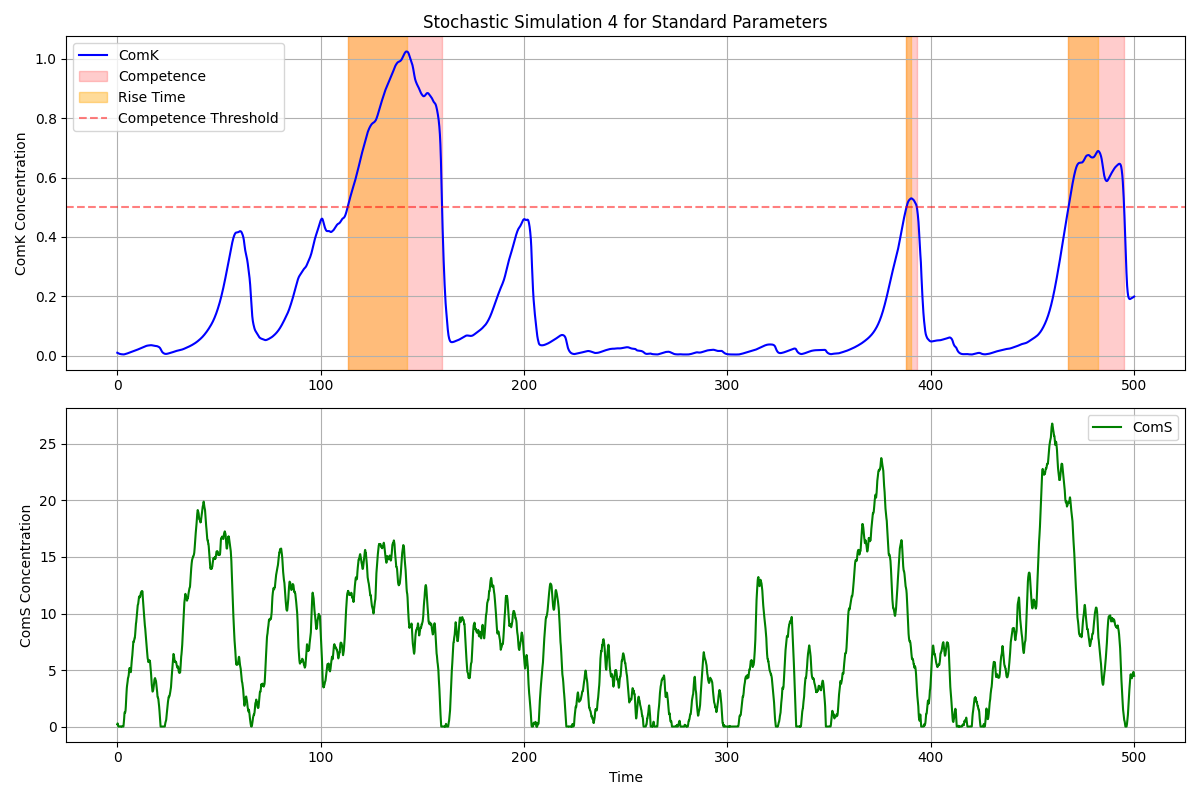 Stochastic Simulation 4 for Standard Parameters
ComK
Competence
Rise Time
Competence Threshold
ComK Concentration
1.0
0.8
0.6
0.4
0.2
0.0
0 100 200 300 400 500
ComS
ComS Concentration
25
20
15
10
5
0
0 100 200 300 400 500
Time